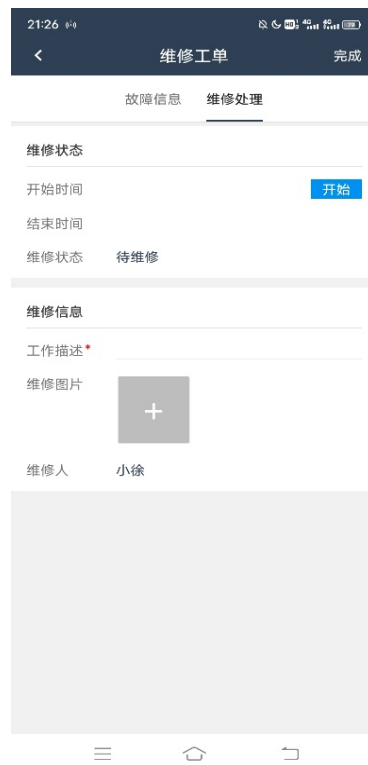 21:26
维修工单 完成
故障信息 维修处理
维修状态
开始时间 开始
结束时间
维修状态 待维修
维修信息
工作描述*
维修图片
维修人 小徐